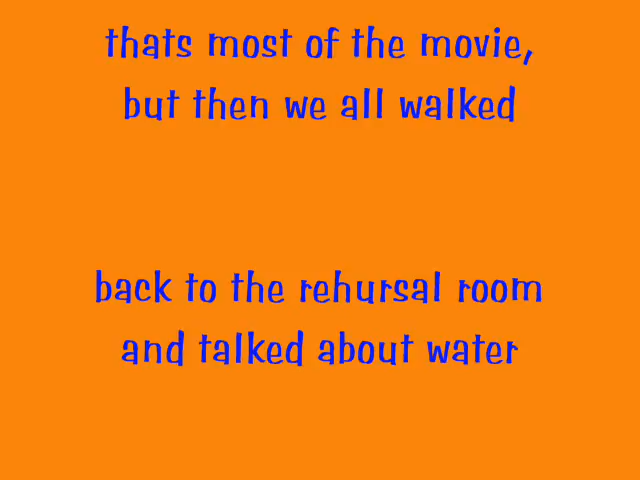 thats most of the movie,
but then we all walked
back to the rehursal room
and talked about water